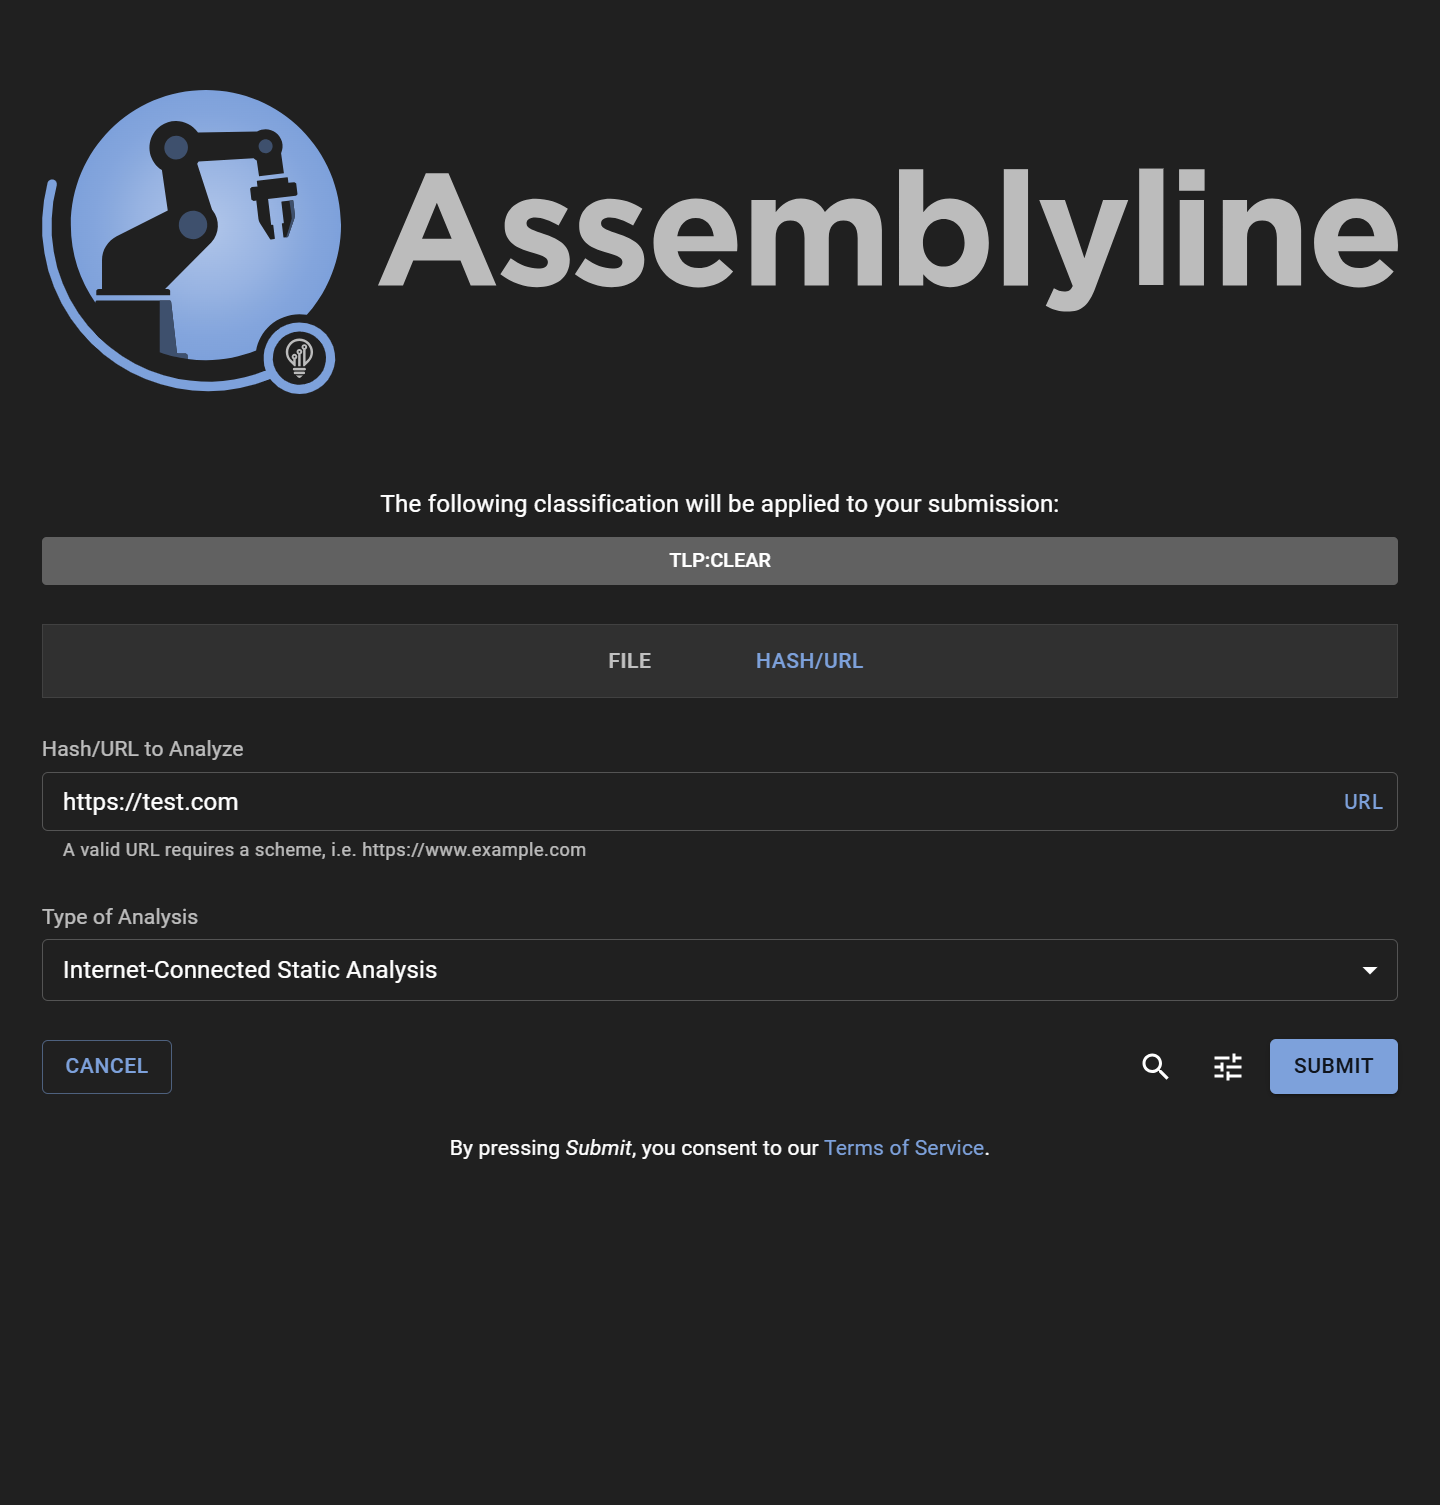 Assemblyline
The following classification will be applied to your submission:
TLP:CLEAR
FILE
HASH/URL
Hash/URL to Analyze
https://test.com
URL
A valid URL requires a scheme, i.e. https://www.example.com
Type of Analysis
Internet-Connected Static Analysis
CANCEL
SUBMIT
By pressing Submit, you consent to our Terms of Service.